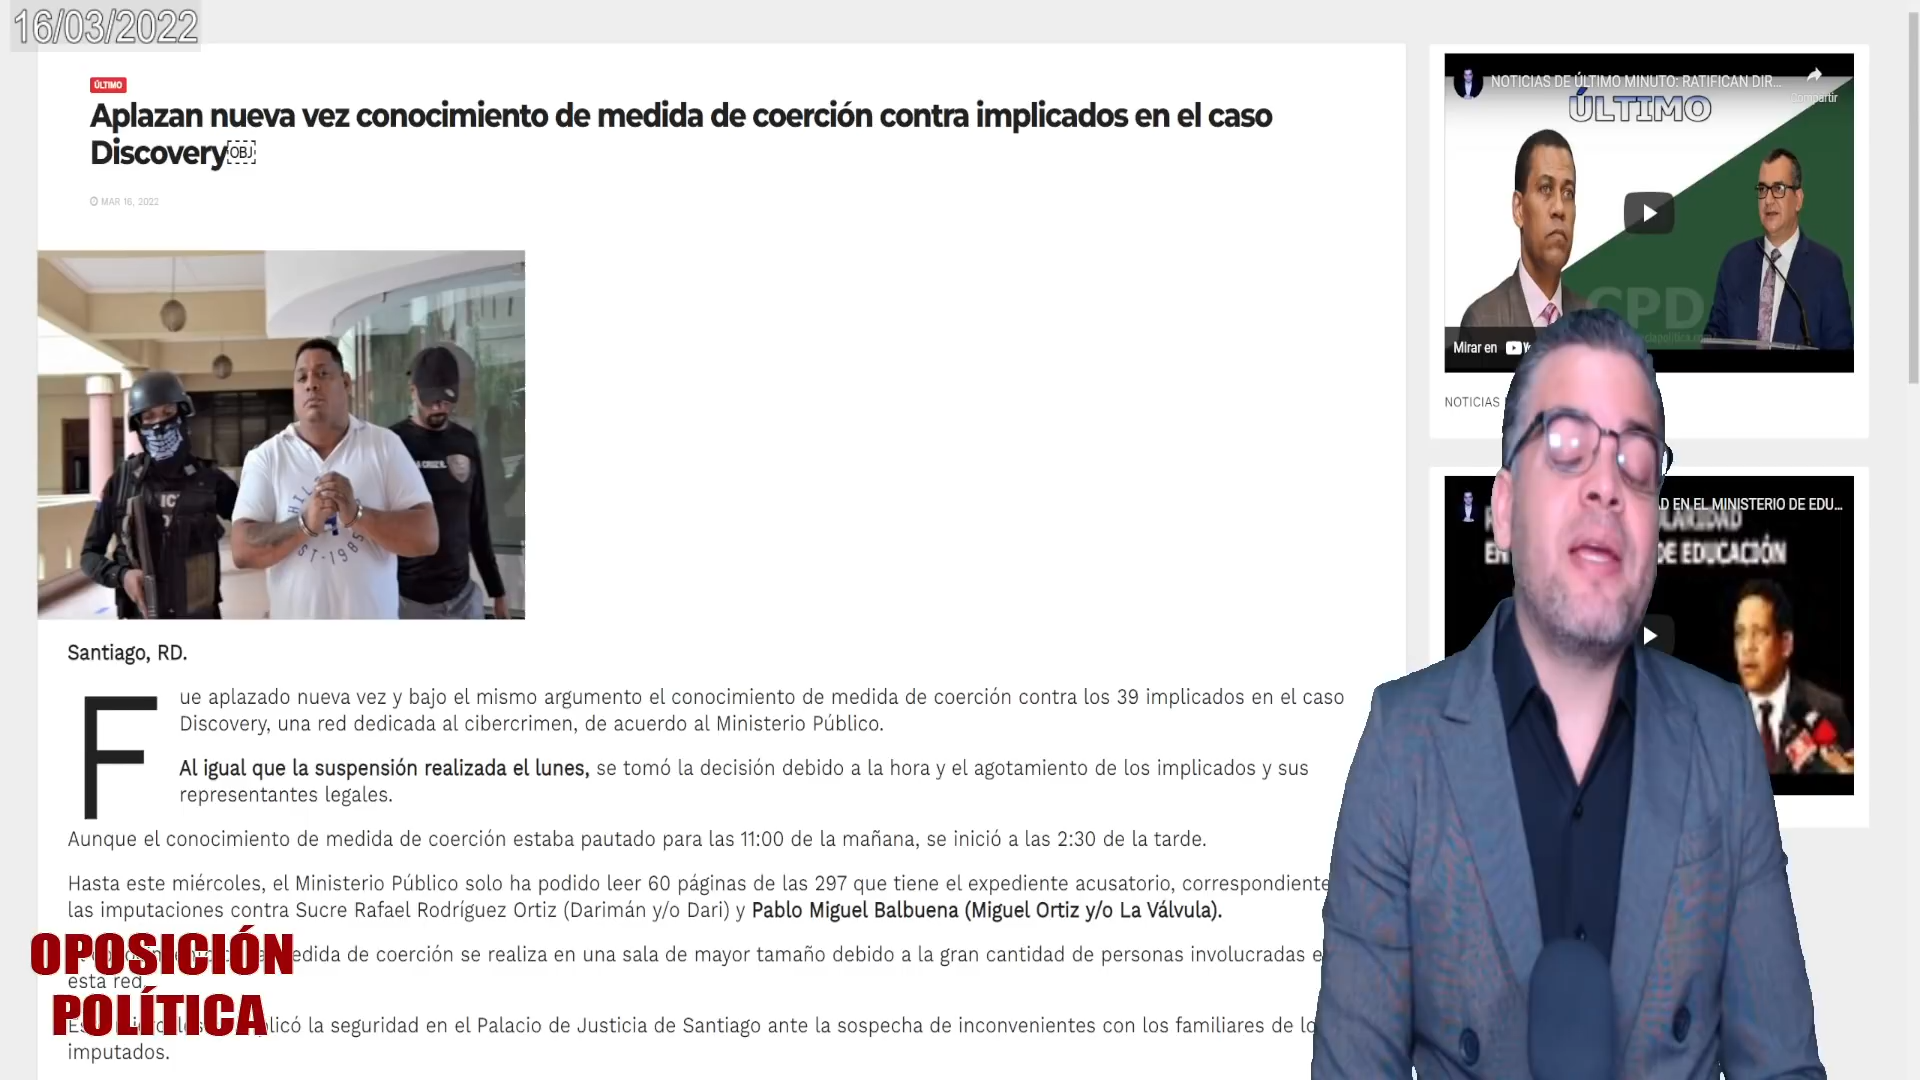 16/03/2022
ÚLTIMO
Aplazan nueva vez conocimiento de medida de coerción contra implicados en el caso
Discovery
OBJ
MAR 16, 2022
Santiago, RD.
Fue aplazado nueva vez y bajo el mismo argumento el conocimiento de medida de coerción contra los 39 implicados en el caso
Discovery, una red dedicada al cibercrimen, de acuerdo al Ministerio Público.
Al igual que la suspensión realizada el lunes, se tomó la decisión debido a la hora y el agotamiento de los implicados y sus
representantes legales.
Aunque el conocimiento de medida de coerción estaba pautado para las 11:00 de la mañana, se inició a las 2:30 de la tarde.
Hasta este miércoles, el Ministerio Público solo ha podido leer 60 páginas de las 297 que tiene el expediente acusatorio, correspondiente
las imputaciones contra Sucre Rafael Rodríguez Ortiz (Darimán y/o Dari) y Pablo Miguel Balbuena (Miguel Ortiz y/o La Válvula).
medida de coerción se realiza en una sala de mayor tamaño debido a la gran cantidad de personas involucradas e
esta red.
licó la seguridad en el Palacio de Justicia de Santiago ante la sospecha de inconvenientes con los familiares de lo
imputados.
OPOSICIÓN
POLÍTICA
NOTICIAS DE ÚLTIMO MINUTO: RATIFICAN DIR...
Compartir
ÚLTIMO
CPD
Mirar en
NOTICIAS
AD EN EL MINISTERIO DE EDU...
LARIDAD
EN
DE EDUCACIÓN